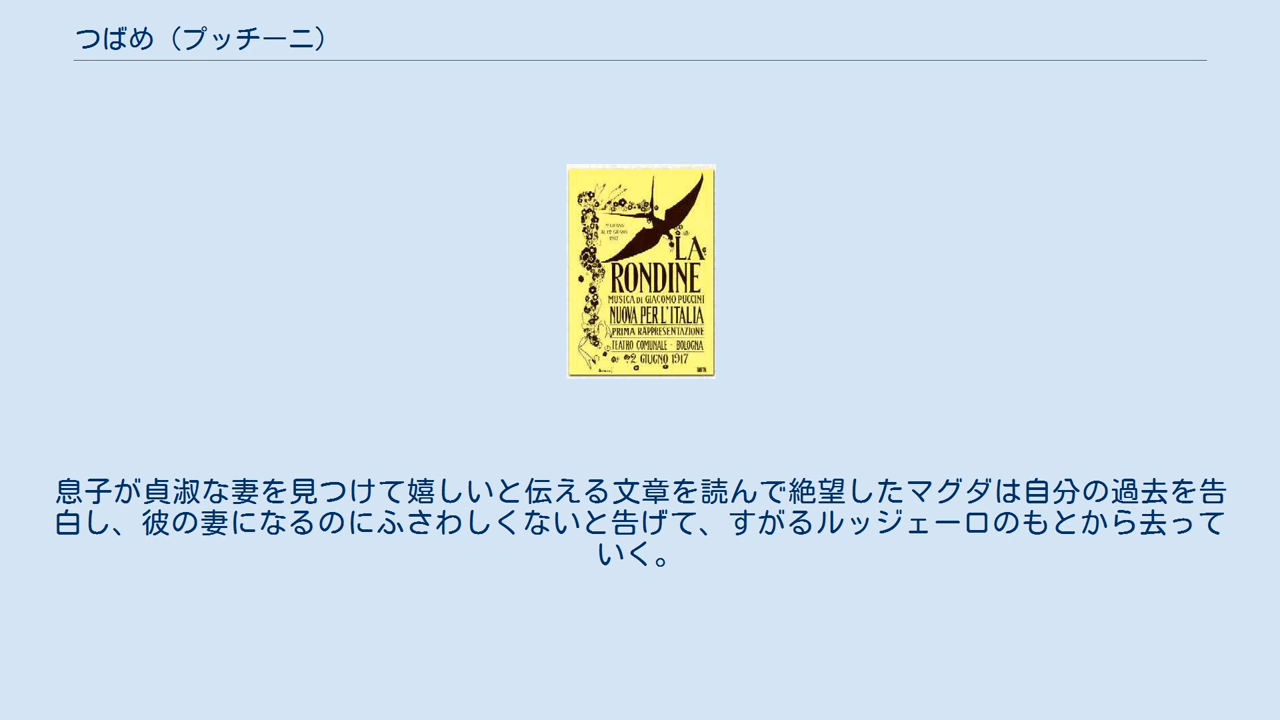 つばめ（プッチーニ）
LA
RONDINE
MUSICA DI GIACOMO PUCCINI
NUOVA PER L'ITALIA
PRIMA RAPPRESENTAZIONE
TEATRO COMUNALE - BOLOGNA
2 GIUGNO 1917
息子が貞淑な妻を見つけて嬉しいと伝える文章を読んで絶望したマグダは自分の過去を告
白し、彼の妻になるのにふさわしくないと告げて、すがるルッジェーロのもとから去って
いく。